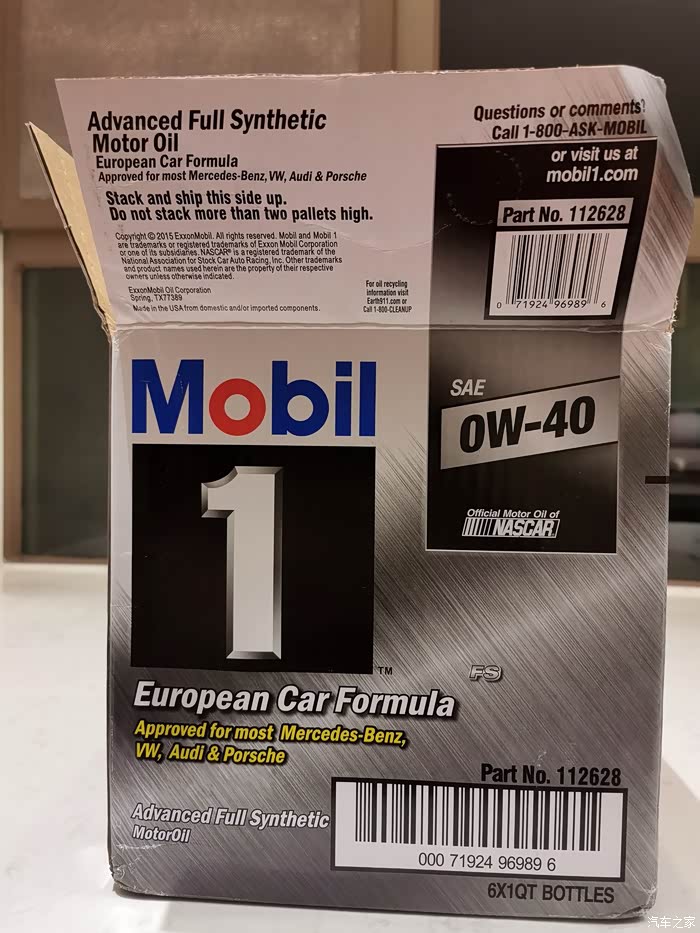 Advanced Full Synthetic
Motor Oil
European Car Formula
Approved for most Mercedes-Benz, VW, Audi & Porsche
Stack and ship this side up.
Do not stack more than two pallets high.
Copyright © 2015 ExxonMobil. All rights reserved. Mobil and Mobil 1
are trademarks or registered trademarks of Exxon Mobil Corporation
or one of its subsidiaries. NASCAR® is a registered trademark of the
National Association for Stock Car Auto Racing, Inc. Other trademarks
and product names used herein are the property of their respective
owners unless otherwise indicated.
ExxonMobil Oil Corporation
Spring, TX77389
Made in the USA from domestic and/or imported components.
For oil recycling
information visit
Earth911.com or
Call 1-800-CLEANUP
Questions or comments?
Call 1-800-ASK-MOBIL
or visit us at
mobil1.com
Part No. 112628
0 71924 96989 6
Mobil
1
TM
SAE
0W-40
Official Motor Oil of
NASCAR
FS
European Car Formula
Approved for most Mercedes-Benz,
VW, Audi & Porsche
Advanced Full Synthetic
MotorOil
Part No. 112628
000 71924 96989 6
6X1QT BOTTLES
汽车之家